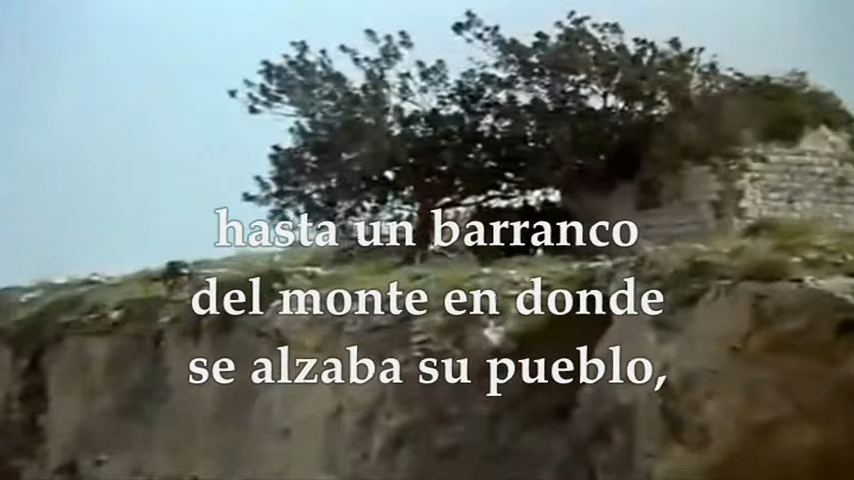 hasta un barranco
del monte en donde
se alzaba su pueblo,